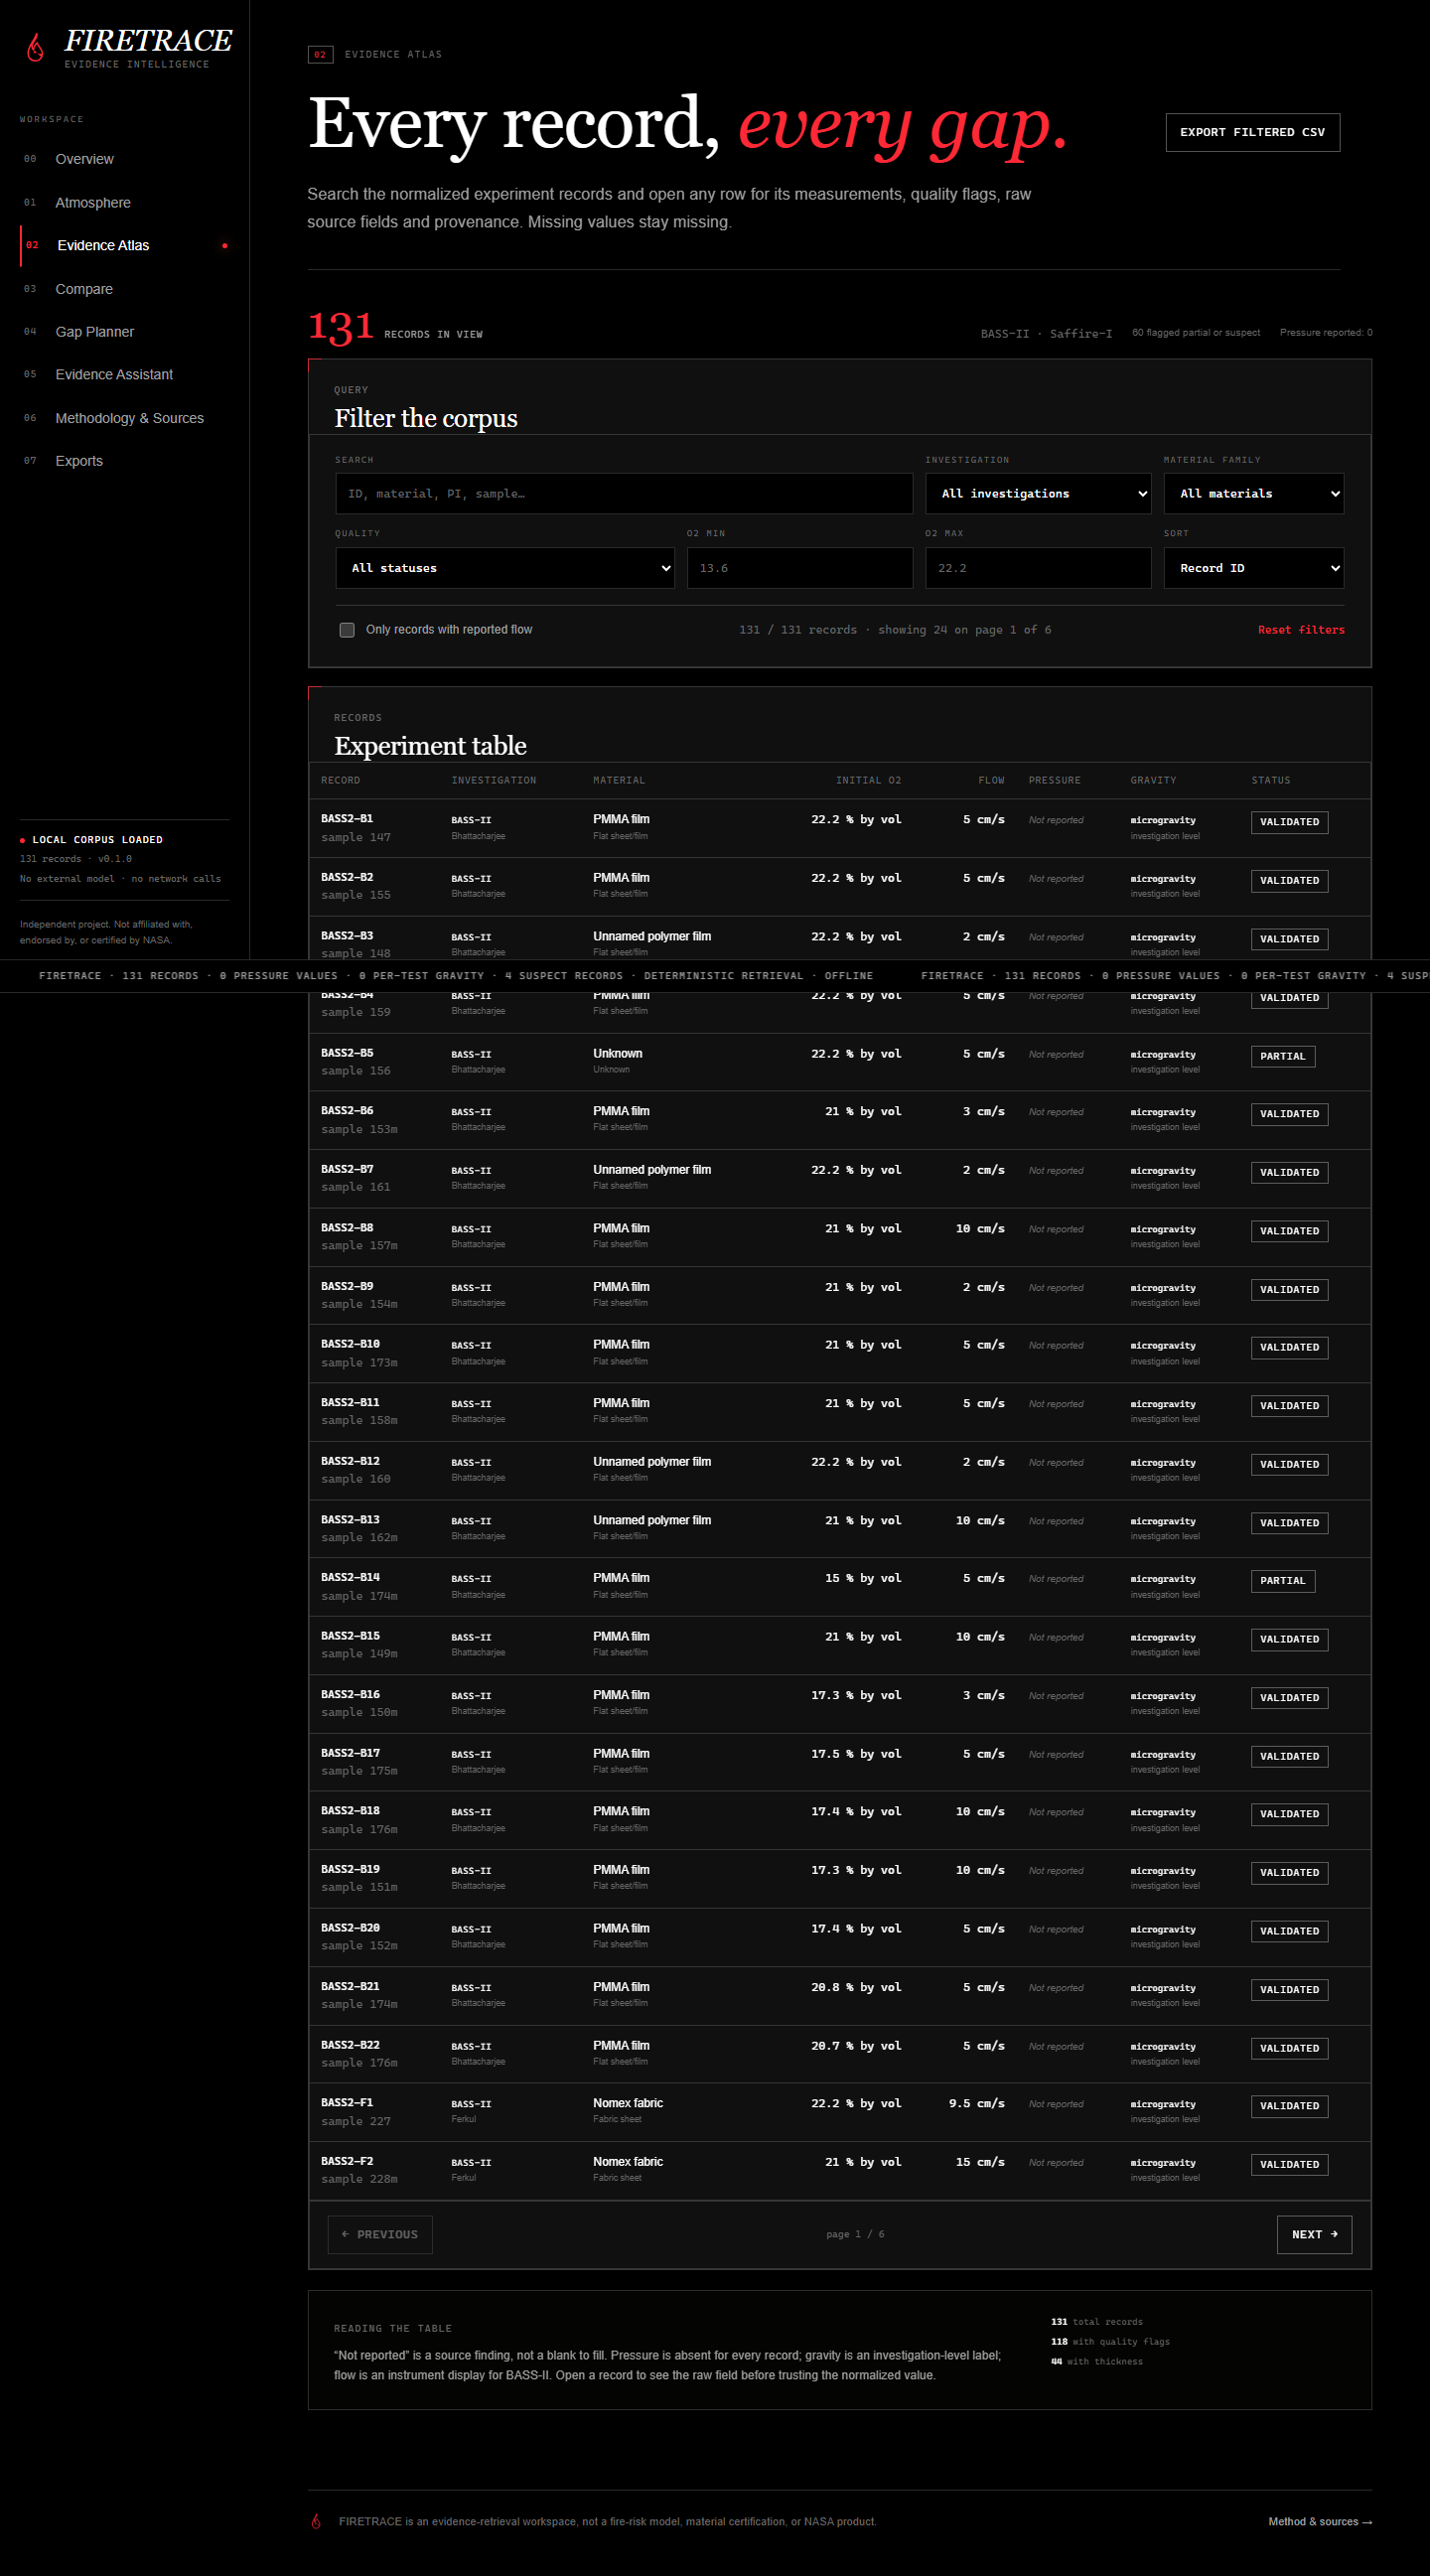 FIRETRACE
EVIDENCE INTELLIGENCE
WORKSPACE
00 Overview
01 Atmosphere
02 Evidence Atlas
03 Compare
04 Gap Planner
05 Evidence Assistant
06 Methodology & Sources
07 Exports
LOCAL CORPUS LOADED
131 records · v0.1.0
No external model · no network calls
Independent project. Not affiliated with,
endorsed by, or certified by NASA.
02 EVIDENCE ATLAS
Every record, every gap.
EXPORT FILTERED CSV
Search the normalized experiment records and open any row for its measurements, quality flags, raw
source fields and provenance. Missing values stay missing.
131 RECORDS IN VIEW
BASS-II · Saffire-I 60 flagged partial or suspect Pressure reported: 0
QUERY
Filter the corpus
SEARCH INVESTIGATION MATERIAL FAMILY
ID, material, PI, sample… All investigations All materials
QUALITY O2 MIN O2 MAX SORT
All statuses 13.6 22.2 Record ID
Only records with reported flow 131 / 131 records · showing 24 on page 1 of 6 Reset filters
RECORDS
Experiment table
RECORD INVESTIGATION MATERIAL INITIAL O2 FLOW PRESSURE GRAVITY STATUS
BASS2-B1 BASS-II PMMA film 22.2 % by vol 5 cm/s Not reported microgravity VALIDATED
sample 147 Bhattacharjee Flat sheet/film investigation level
BASS2-B2 BASS-II PMMA film 22.2 % by vol 5 cm/s Not reported microgravity VALIDATED
sample 155 Bhattacharjee Flat sheet/film investigation level
BASS2-B3 BASS-II Unnamed polymer film 22.2 % by vol 2 cm/s Not reported microgravity VALIDATED
sample 148 Bhattacharjee Flat sheet/film investigation level
FIRETRACE · 131 RECORDS · 0 PRESSURE VALUES · 0 PER-TEST GRAVITY · 4 SUSPECT RECORDS · DETERMINISTIC RETRIEVAL · OFFLINE FIRETRACE · 131 RECORDS · 0 PRESSURE VALUES · 0 PER-TEST GRAVITY · 4 SUSP
BASS2-B4 BASS-II PMMA film 22.2 % by vol 5 cm/s Not reported microgravity VALIDATED
sample 159 Bhattacharjee Flat sheet/film investigation level
BASS2-B5 BASS-II Unknown 22.2 % by vol 5 cm/s Not reported microgravity PARTIAL
sample 156 Bhattacharjee Unknown investigation level
BASS2-B6 BASS-II PMMA film 21 % by vol 3 cm/s Not reported microgravity VALIDATED
sample 153m Bhattacharjee Flat sheet/film investigation level
BASS2-B7 BASS-II Unnamed polymer film 22.2 % by vol 2 cm/s Not reported microgravity VALIDATED
sample 161 Bhattacharjee Flat sheet/film investigation level
BASS2-B8 BASS-II PMMA film 21 % by vol 10 cm/s Not reported microgravity VALIDATED
sample 157m Bhattacharjee Flat sheet/film investigation level
BASS2-B9 BASS-II PMMA film 21 % by vol 2 cm/s Not reported microgravity VALIDATED
sample 154m Bhattacharjee Flat sheet/film investigation level
BASS2-B10 BASS-II PMMA film 21 % by vol 5 cm/s Not reported microgravity VALIDATED
sample 173m Bhattacharjee Flat sheet/film investigation level
BASS2-B11 BASS-II PMMA film 21 % by vol 5 cm/s Not reported microgravity VALIDATED
sample 158m Bhattacharjee Flat sheet/film investigation level
BASS2-B12 BASS-II Unnamed polymer film 22.2 % by vol 2 cm/s Not reported microgravity VALIDATED
sample 160 Bhattacharjee Flat sheet/film investigation level
BASS2-B13 BASS-II Unnamed polymer film 21 % by vol 10 cm/s Not reported microgravity VALIDATED
sample 162m Bhattacharjee Flat sheet/film investigation level
BASS2-B14 BASS-II PMMA film 15 % by vol 5 cm/s Not reported microgravity PARTIAL
sample 174m Bhattacharjee Flat sheet/film investigation level
BASS2-B15 BASS-II PMMA film 21 % by vol 10 cm/s Not reported microgravity VALIDATED
sample 149m Bhattacharjee Flat sheet/film investigation level
BASS2-B16 BASS-II PMMA film 17.3 % by vol 3 cm/s Not reported microgravity VALIDATED
sample 150m Bhattacharjee Flat sheet/film investigation level
BASS2-B17 BASS-II PMMA film 17.5 % by vol 5 cm/s Not reported microgravity VALIDATED
sample 175m Bhattacharjee Flat sheet/film investigation level
BASS2-B18 BASS-II PMMA film 17.4 % by vol 10 cm/s Not reported microgravity VALIDATED
sample 176m Bhattacharjee Flat sheet/film investigation level
BASS2-B19 BASS-II PMMA film 17.3 % by vol 10 cm/s Not reported microgravity VALIDATED
sample 151m Bhattacharjee Flat sheet/film investigation level
BASS2-B20 BASS-II PMMA film 17.4 % by vol 5 cm/s Not reported microgravity VALIDATED
sample 152m Bhattacharjee Flat sheet/film investigation level
BASS2-B21 BASS-II PMMA film 20.8 % by vol 5 cm/s Not reported microgravity VALIDATED
sample 174m Bhattacharjee Flat sheet/film investigation level
BASS2-B22 BASS-II PMMA film 20.7 % by vol 5 cm/s Not reported microgravity VALIDATED
sample 176m Bhattacharjee Flat sheet/film investigation level
BASS2-F1 BASS-II Nomex fabric 22.2 % by vol 9.5 cm/s Not reported microgravity VALIDATED
sample 227 Ferkul Fabric sheet investigation level
BASS2-F2 BASS-II Nomex fabric 21 % by vol 15 cm/s Not reported microgravity VALIDATED
sample 228m Ferkul Fabric sheet investigation level
← PREVIOUS page 1 / 6 NEXT →
READING THE TABLE
“Not reported” is a source finding, not a blank to fill. Pressure is absent for every record; gravity is an investigation-level label;
flow is an instrument display for BASS-II. Open a record to see the raw field before trusting the normalized value.
131 total records
118 with quality flags
44 with thickness
FIRETRACE is an evidence-retrieval workspace, not a fire-risk model, material certification, or NASA product.
Method & sources →